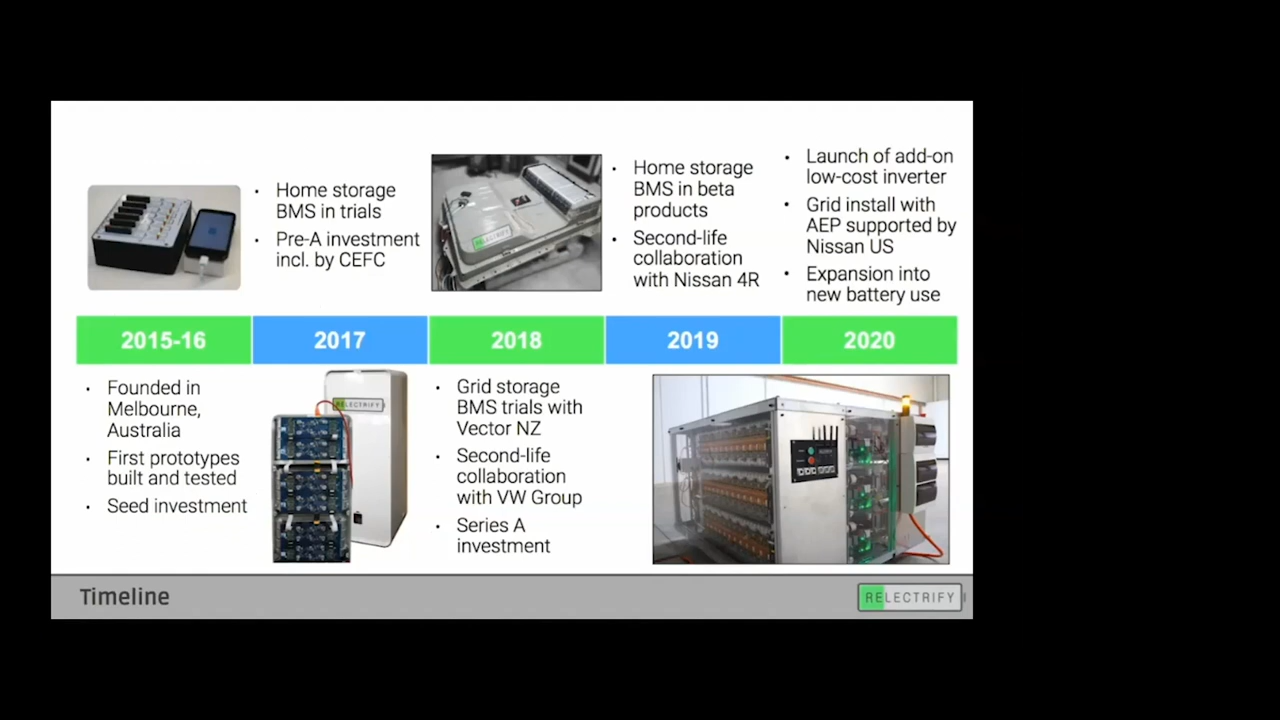 Home storage
BMS in trials
Pre-A investment
incl. by CEFC
RELECTRIFY
Home storage
BMS in beta
products
Second-life
collaboration
with Nissan 4R
Launch of add-on
low-cost inverter
Grid install with
AEP supported by
Nissan US
Expansion into
new battery use
2015-16
2017
2018
2019
2020
Founded in
Melbourne,
Australia
First prototypes
built and tested
Seed investment
RELECTRIFY
Grid storage
BMS trials with
Vector NZ
Second-life
collaboration
with VW Group
Series A
investment
Timeline
RELECTRIFY